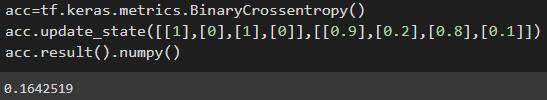 acc=tf.keras.metrics.BinaryCrossentropy()
acc.update_state([[1],[0],[1],[0]],[[0.9],[0.2],[0.8],[0.1]])
acc.result().numpy()
0.1642519